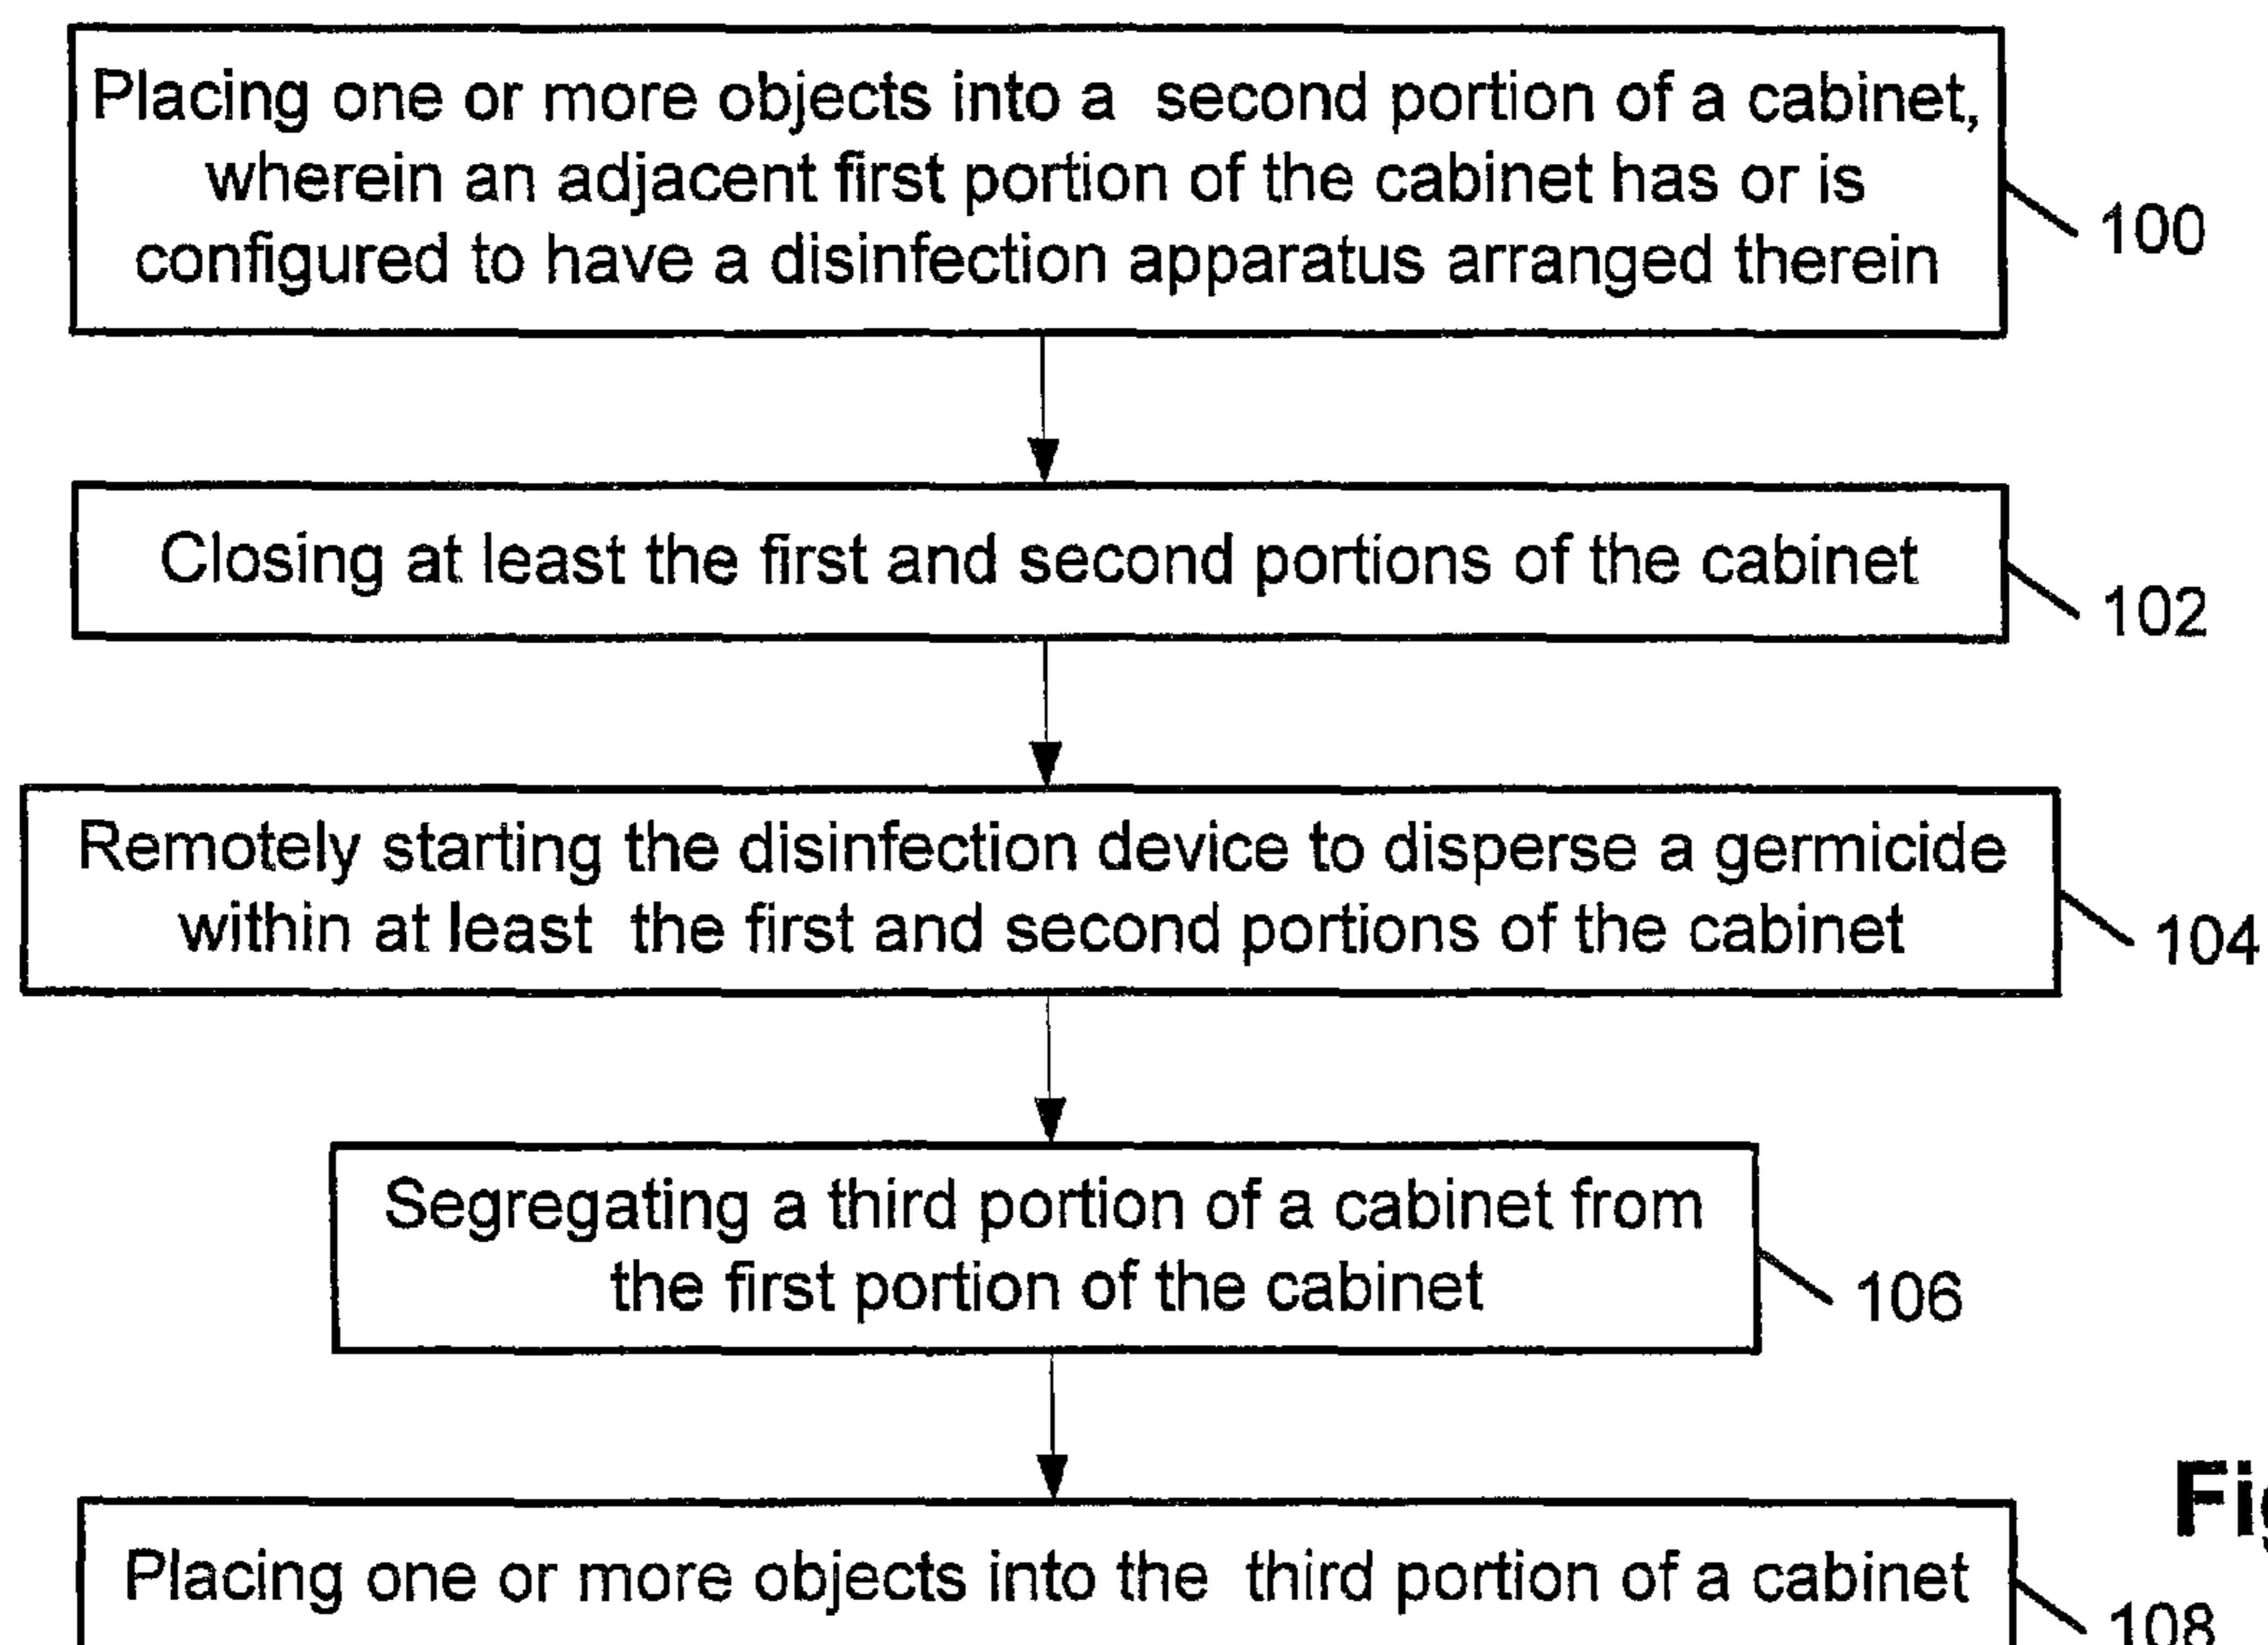 Placing one or more objects into a second portion of a cabinet,
wherein an adjacent first portion of the cabinet has or is
configured to have a disinfection apparatus arranged therein
100
Closing at least the first and second portions of the cabinet
102
Remotely starting the disinfection device to disperse a germicide
within at least the first and second portions of the cabinet
104
Segregating a third portion of a cabinet from
the first portion of the cabinet
106
Placing one or more objects into the third portion of a cabinet
108